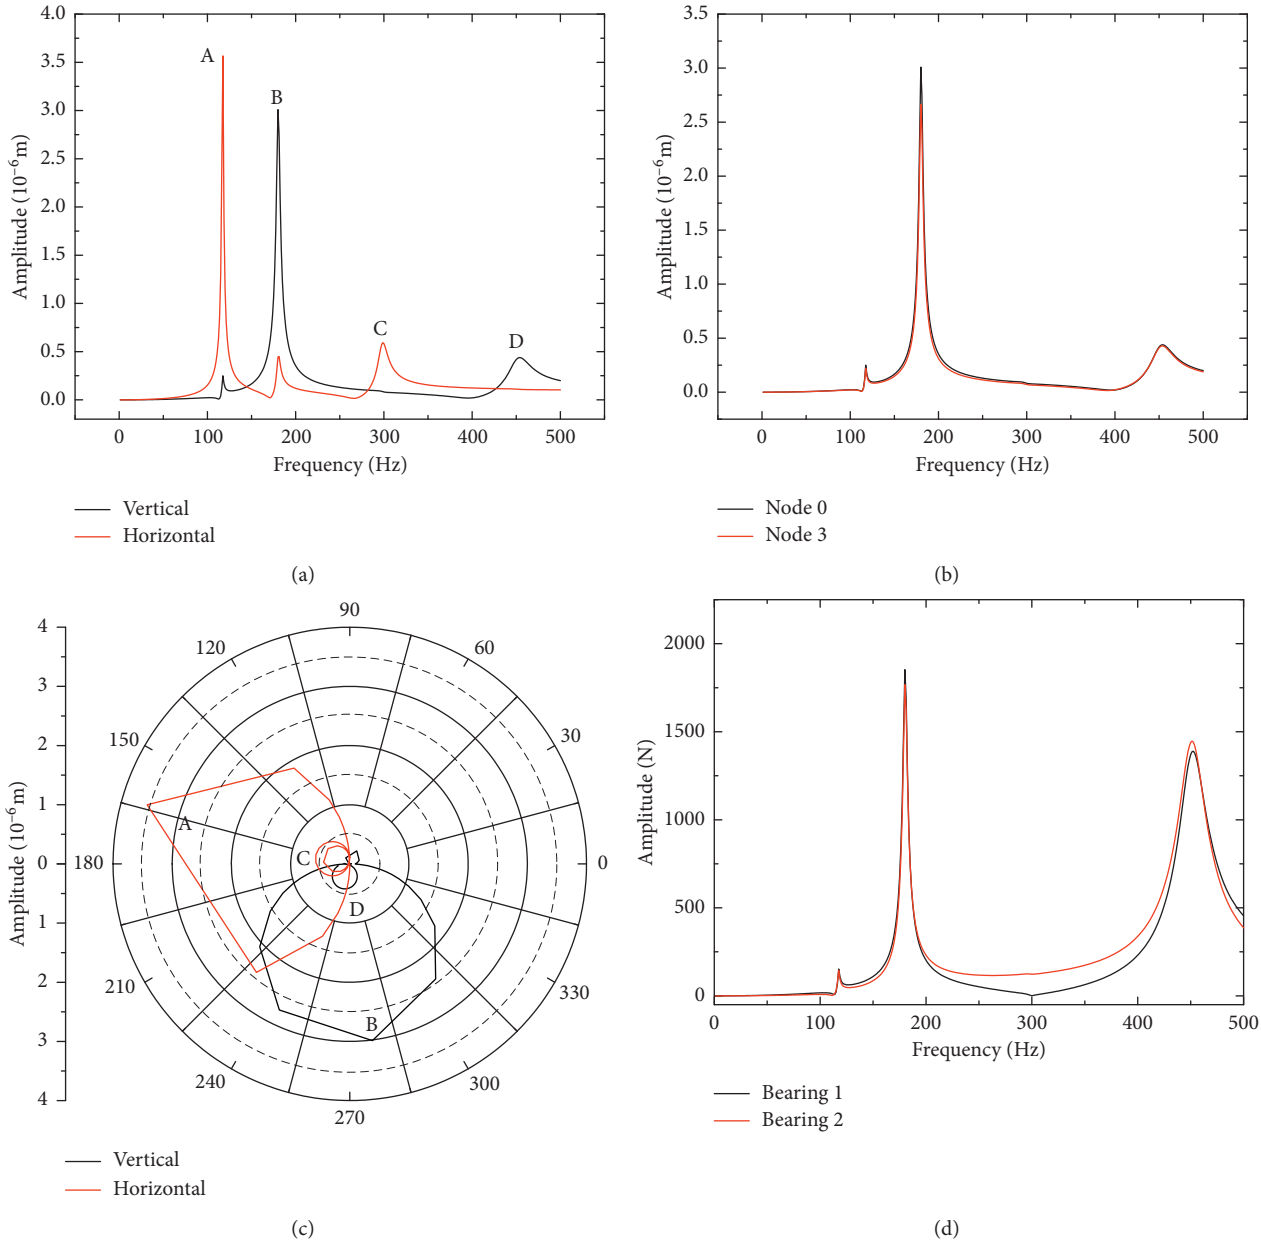 4.0
3.5
3.0
2.5
2.0
1.5
1.0
0.5
0.0
Amplitude (10⁻⁶m)
A
B
C
D
0 100 200 300 400 500
Frequency (Hz)
Vertical
Horizontal
(a)
3.5
3.0
2.5
2.0
1.5
1.0
0.5
0.0
Amplitude (10⁻⁶m)
0 100 200 300 400 500
Frequency (Hz)
Node 0
Node 3
(b)
4
3
2
1
0
1
2
3
4
Amplitude (10⁻⁶m)
90
120
60
150
30
180
0
210
330
240
300
270
A
C
D
B
Vertical
Horizontal
(c)
2000
1500
1000
500
0
Amplitude (N)
0 100 200 300 400 500
Frequency (Hz)
Bearing 1
Bearing 2
(d)